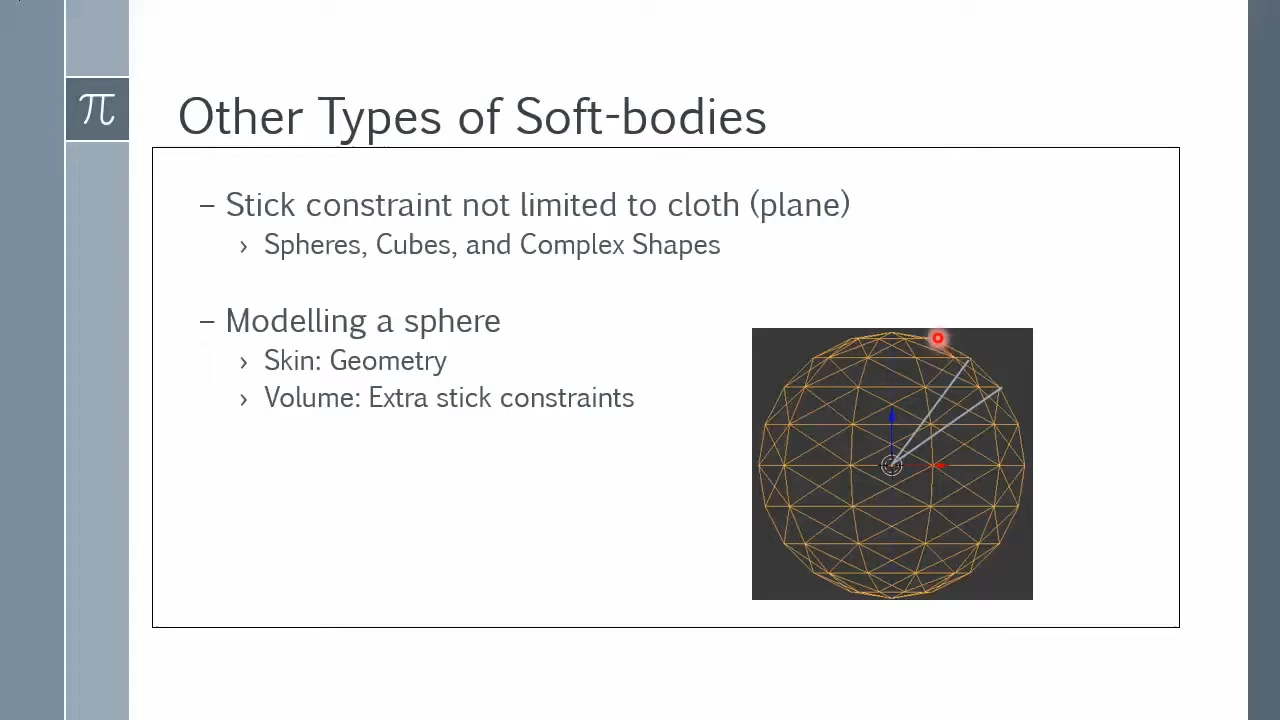 π
Other Types of Soft-bodies
– Stick constraint not limited to cloth (plane)
› Spheres, Cubes, and Complex Shapes
– Modelling a sphere
› Skin: Geometry
› Volume: Extra stick constraints